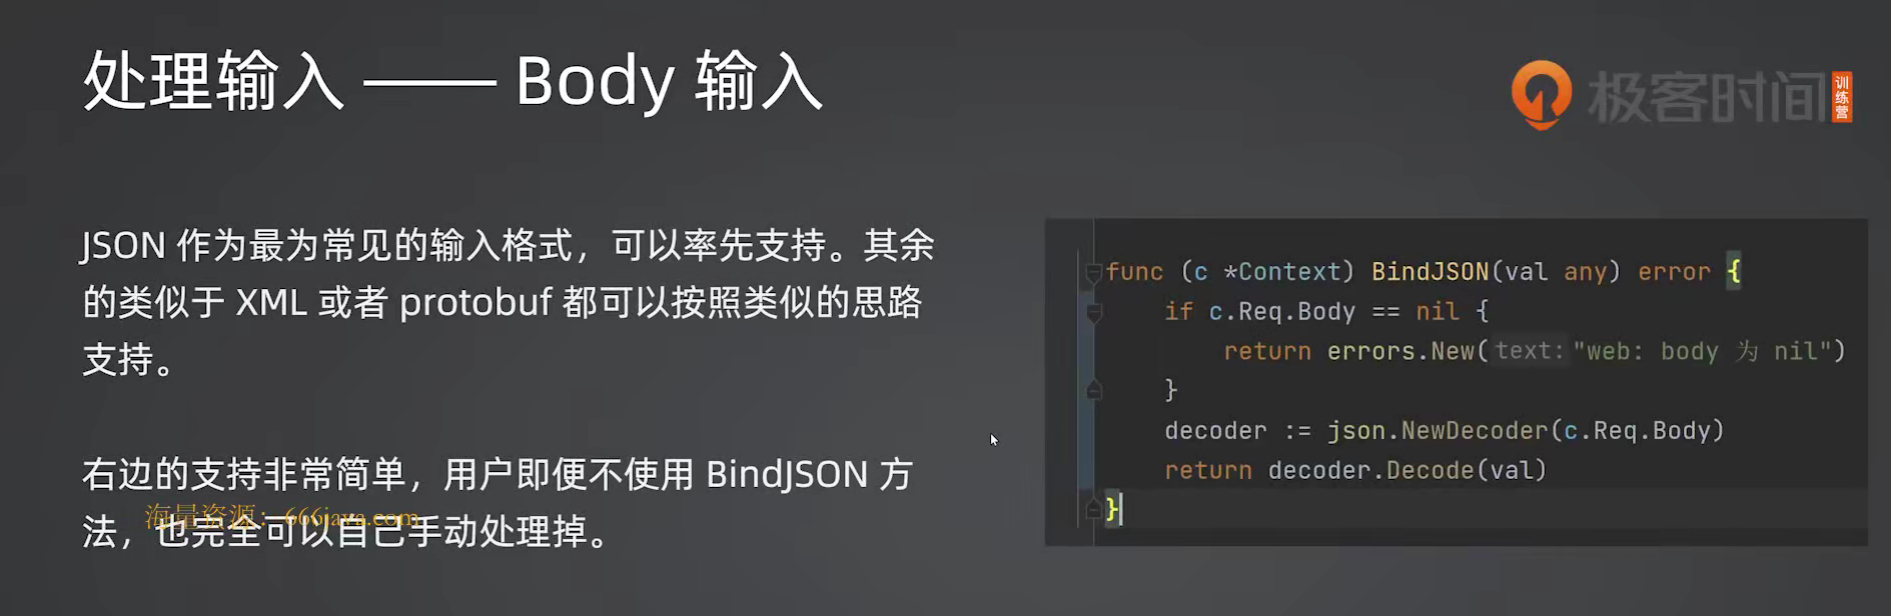 处理输入 —— Body 输入
极客时间 训练营
JSON 作为最为常见的输入格式，可以率先支持。其余
的类似于 XML 或者 protobuf 都可以按照类似的思路
支持。
右边的支持非常简单，用户即便不使用 BindJSON 方
法，也完全可以自己手动处理掉。
海量资源：666java.com
func (c *Context) BindJSON(val any) error {
if c.Req.Body == nil {
return errors.New(text: "web: body 为 nil")
}
decoder := json.NewDecoder(c.Req.Body)
return decoder.Decode(val)
}